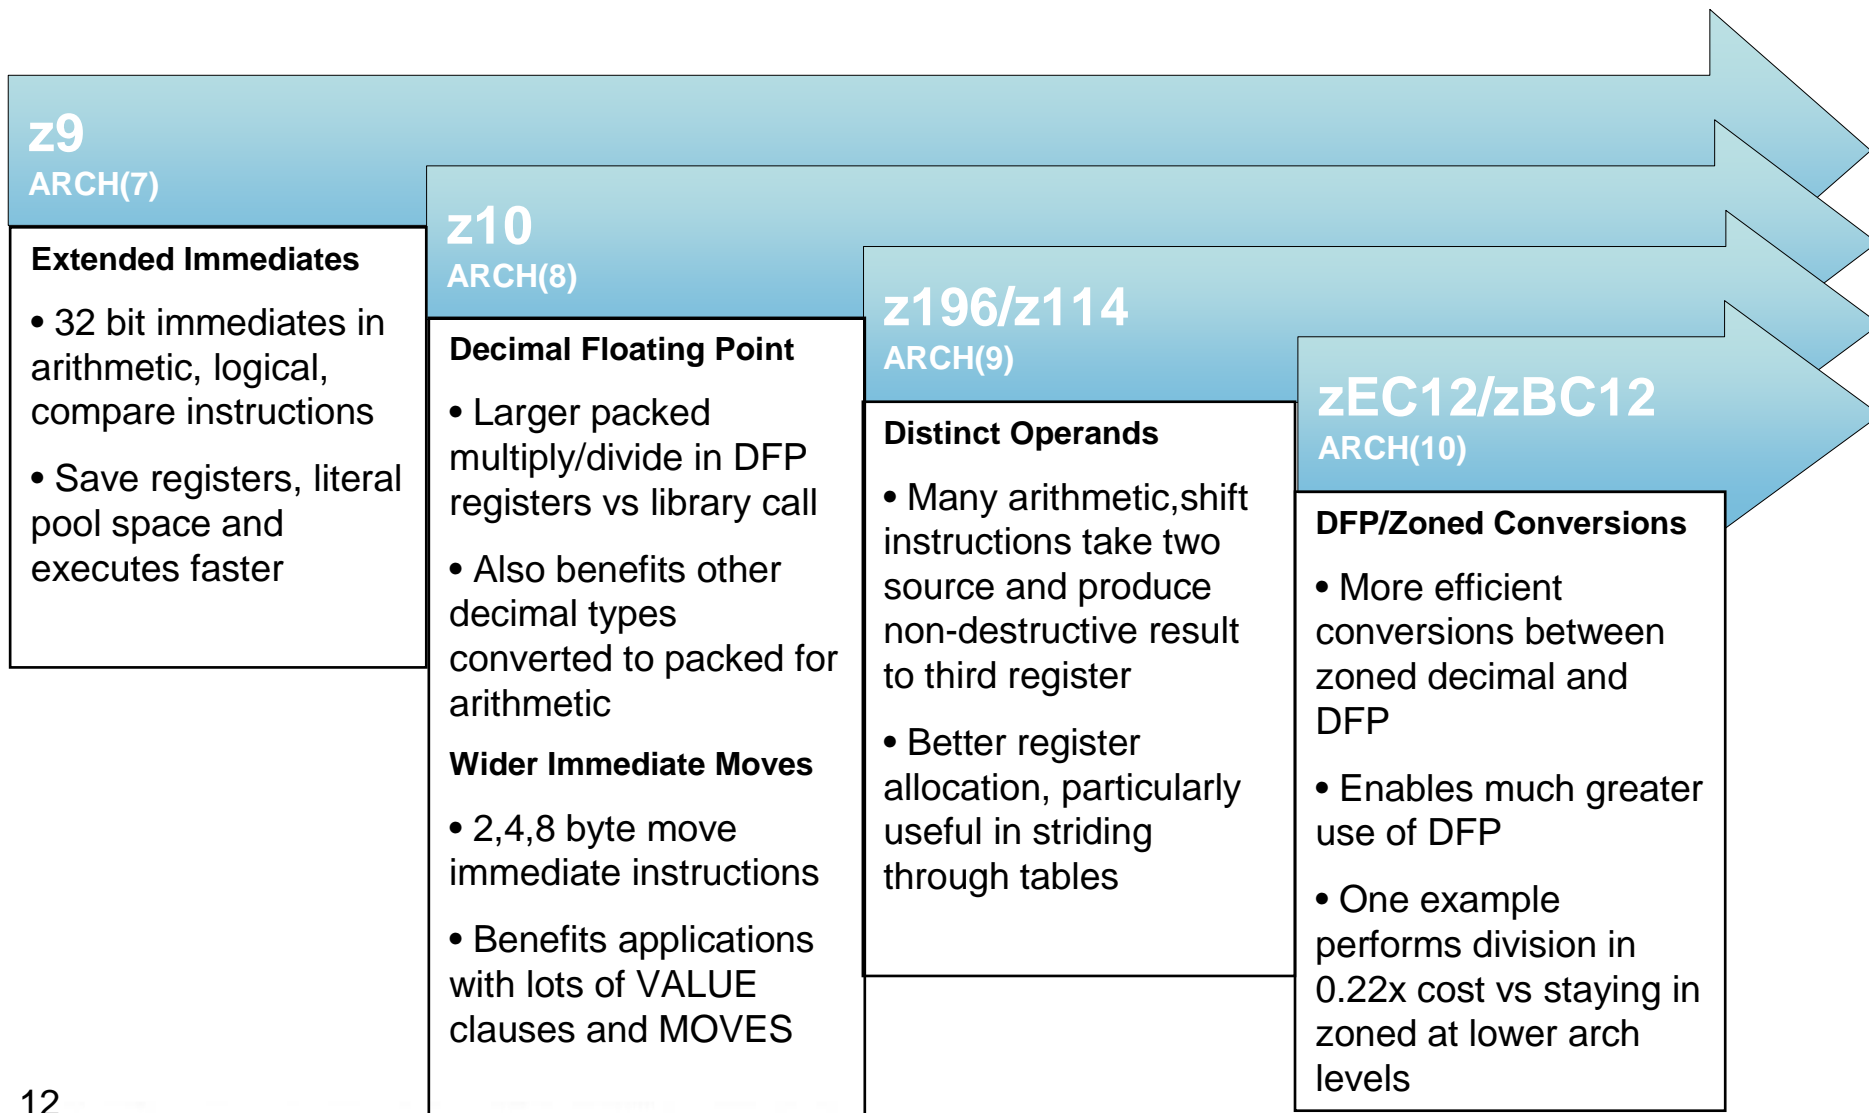 z9
ARCH(7)
Extended Immediates
• 32 bit immediates in
arithmetic, logical,
compare instructions
• Save registers, literal
pool space and
executes faster
z10
ARCH(8)
Decimal Floating Point
• Larger packed
multiply/divide in DFP
registers vs library call
• Also benefits other
decimal types
converted to packed for
arithmetic
Wider Immediate Moves
• 2,4,8 byte move
immediate instructions
• Benefits applications
with lots of VALUE
clauses and MOVES
z196/z114
ARCH(9)
Distinct Operands
• Many arithmetic,shift
instructions take two
source and produce
non-destructive result
to third register
• Better register
allocation, particularly
useful in striding
through tables
zEC12/zBC12
ARCH(10)
DFP/Zoned Conversions
• More efficient
conversions between
zoned decimal and
DFP
• Enables much greater
use of DFP
• One example
performs division in
0.22x cost vs staying in
zoned at lower arch
levels
12